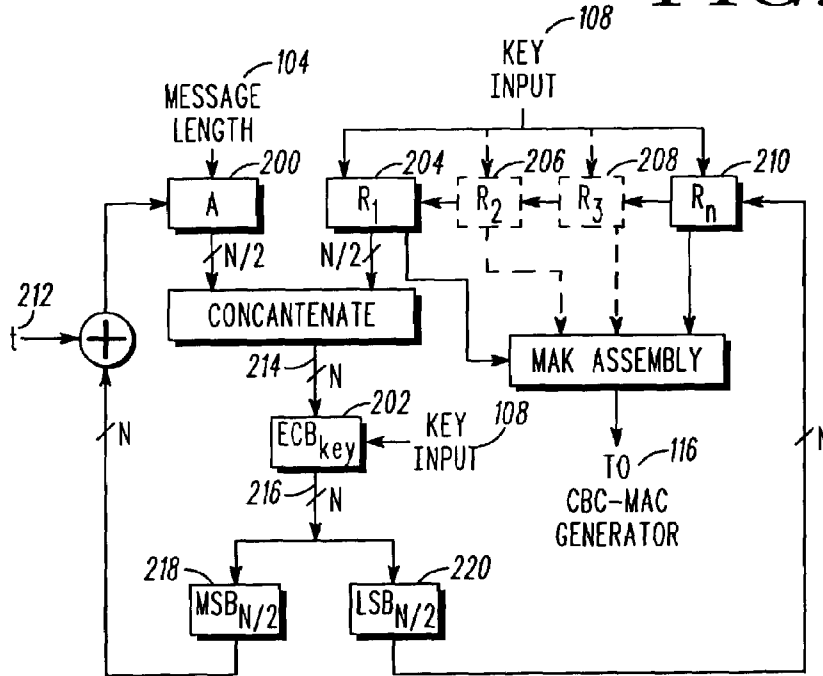 FIG.
108
KEY
INPUT
104
MESSAGE
LENGTH
200
A
204
R1
206
R2
208
R3
210
Rn
N/2
N/2
212
t
+
CONCANTENATE
MAK ASSEMBLY
214
N
202
ECBkey
KEY
INPUT
108
N
216
N
TO
CBC-MAC
GENERATOR
116
N
218
MSBN/2
220
LSBN/2